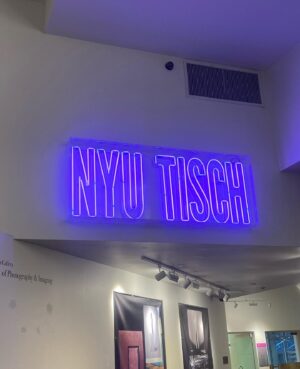 NYU TISCH
of Photography & Imaging